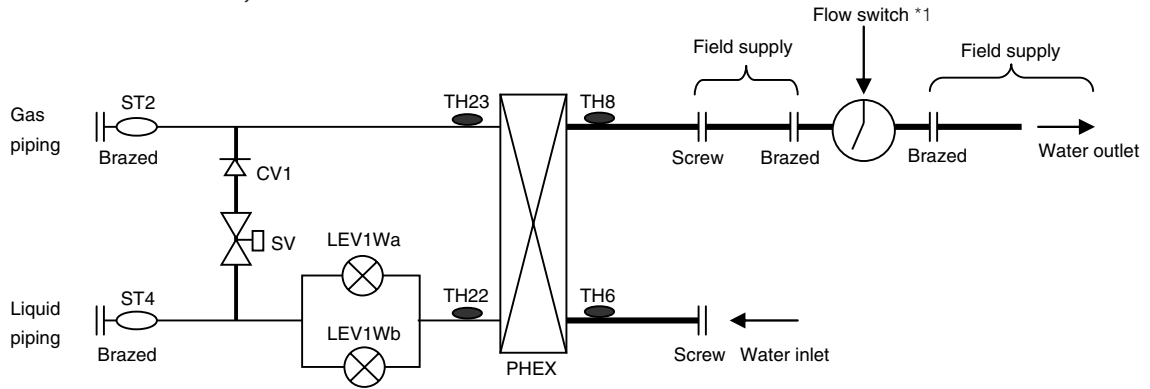 Flow switch *1
Field supply
Field supply
Gas
piping
ST2
Brazed
TH23
TH8
Screw
Brazed
Brazed
Water outlet
CV1
SV
LEV1Wa
Liquid
piping
ST4
Brazed
LEV1Wb
TH22
TH6
PHEX
Screw
Water inlet